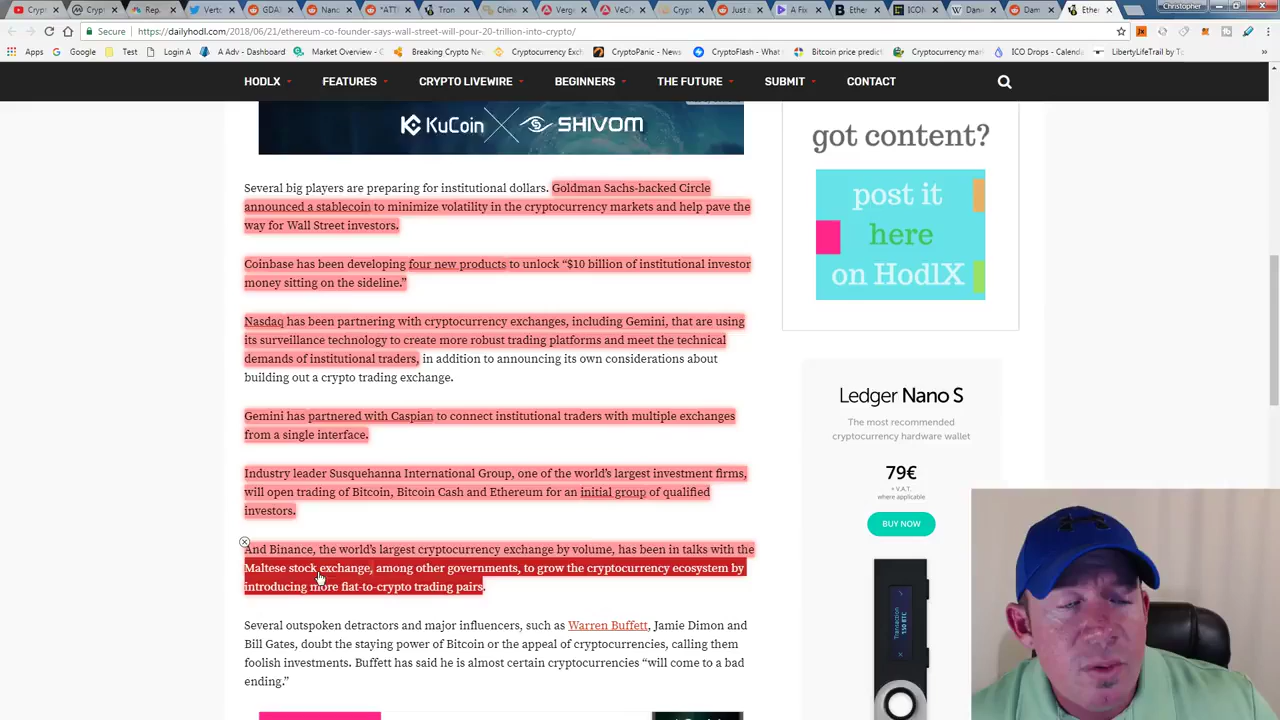 Christopher
Secure
https://dailyhodl.com/2018/06/21/ethereum-co-founder-says-wall-street-will-pour-20-trillion-into-crypto/
Apps
Google
Test
Login A
A Adv - Dashboard
Market Overview -
Breaking Crypto Nev
Cryptocurrency Exch
CryptoPanic - News
CryptoFlash - What
Bitcoin price predict
Cryptocurrency mark
ICO Drops - Calenda
LibertyLifeTrail by Tc
HODLX
FEATURES
CRYPTO LIVEWIRE
BEGINNERS
THE FUTURE
SUBMIT
CONTACT
KUCOIN
SHIVOM
Several big players are preparing for institutional dollars. Goldman Sachs-backed Circle
announced a stablecoin to minimize volatility in the cryptocurrency markets and help pave the
way for Wall Street investors.
Coinbase has been developing four new products to unlock “$10 billion of institutional investor
money sitting on the sideline.”
Nasdaq has been partnering with cryptocurrency exchanges, including Gemini, that are using
its surveillance technology to create more robust trading platforms and meet the technical
demands of institutional traders, in addition to announcing its own considerations about
building out a crypto trading exchange.
Gemini has partnered with Caspian to connect institutional traders with multiple exchanges
from a single interface.
Industry leader Susquehanna International Group, one of the world’s largest investment firms,
will open trading of Bitcoin, Bitcoin Cash and Ethereum for an initial group of qualified
investors.
And Binance, the world’s largest cryptocurrency exchange by volume, has been in talks with the
Maltese stock exchange, among other governments, to grow the cryptocurrency ecosystem by
introducing more fiat-to-crypto trading pairs.
Several outspoken detractors and major influencers, such as Warren Buffett, Jamie Dimon and
Bill Gates, doubt the staying power of Bitcoin or the appeal of cryptocurrencies, calling them
foolish investments. Buffett has said he is almost certain cryptocurrencies “will come to a bad
ending.”
got content?
post it
here
on HodlX
Ledger Nano S
The most recommended
cryptocurrency hardware wallet
79€
+ V.A.T.
where applicable
BUY NOW
Transaction
1.50 BTC